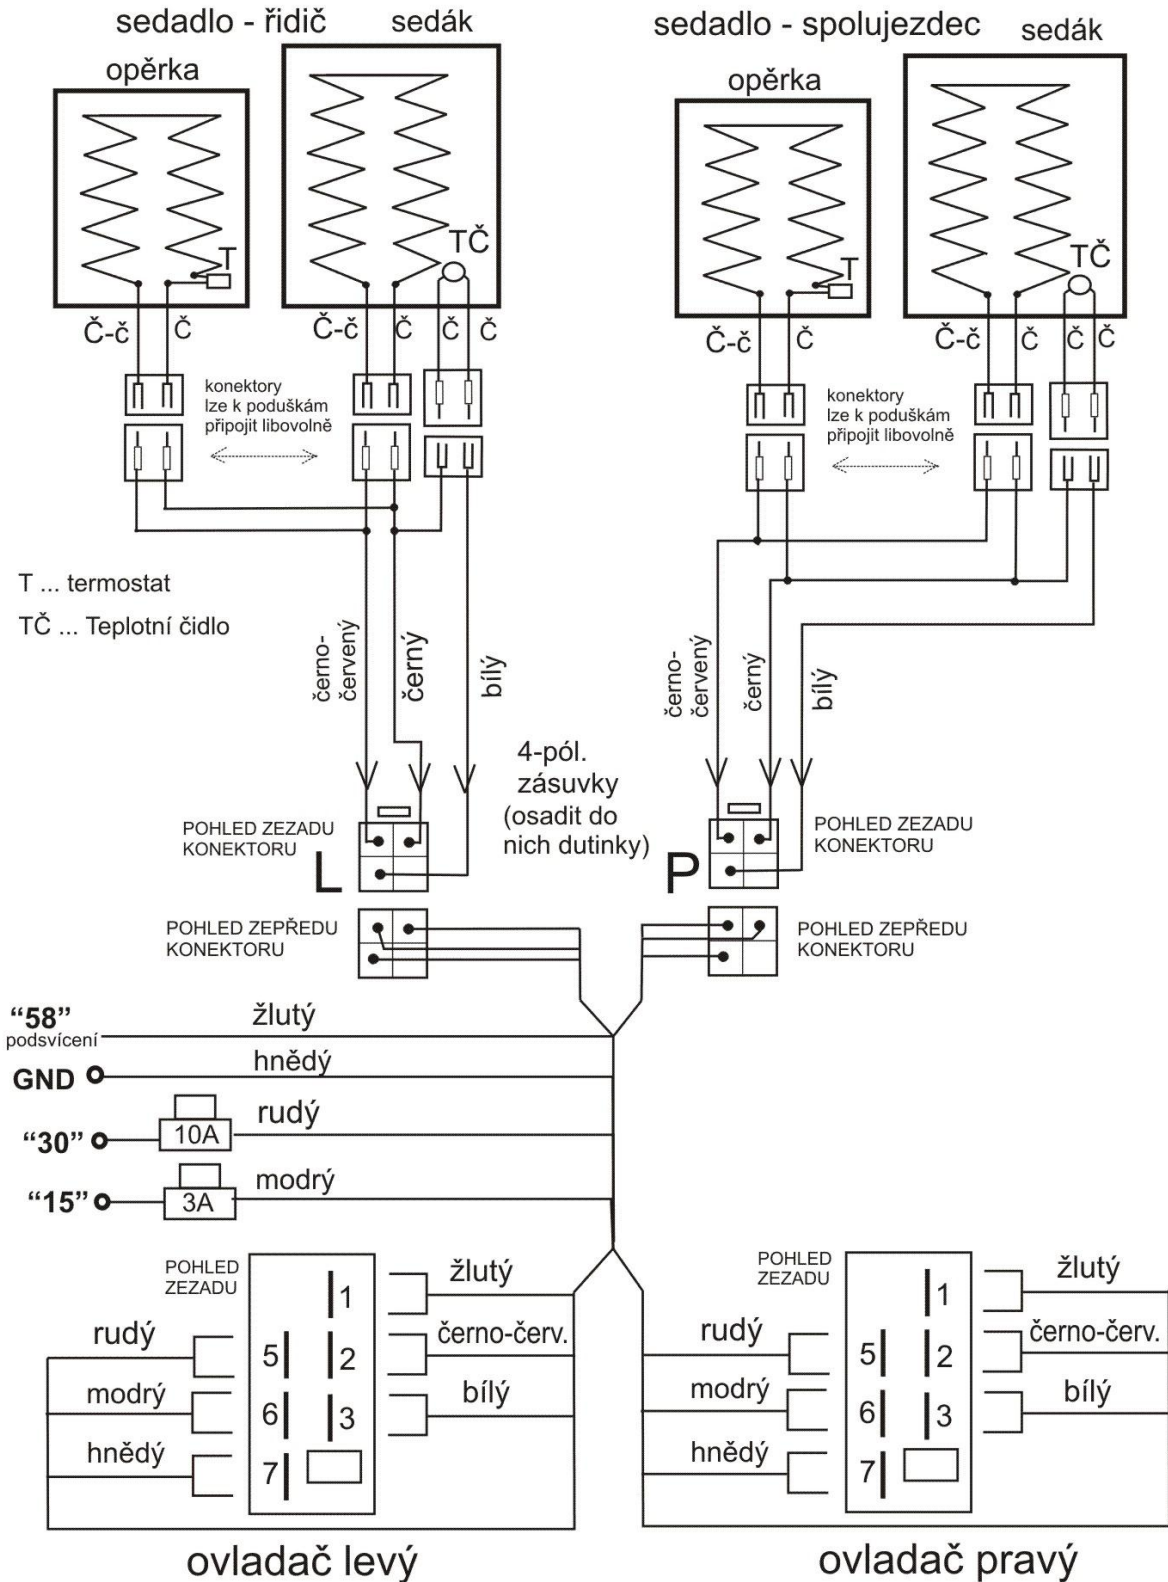 sedadlo - řidič
sedák
opěrka
T
TČ
Č-č
Č
Č-č
Č
Č
Č
konektory
lze k poduškám
připojit libovolně
sedadlo - spolujezdec
sedák
opěrka
T
TČ
Č-č
Č
Č-č
Č
Č
Č
konektory
lze k poduškám
připojit libovolně
T ... termostat
TČ ... Teplotní čidlo
černo-
červený
černý
bílý
černo-
červený
černý
bílý
4-pól.
zásuvky
(osadit do
nich dutinky)
POHLED ZEZADU
KONEKTORU
L
P
POHLED ZEZADU
KONEKTORU
POHLED ZEPŘEDU
KONEKTORU
POHLED ZEPŘEDU
KONEKTORU
“58”
podsvícení
žlutý
GND
hnědý
“30”
10A
rudý
“15”
3A
modrý
POHLED
ZEZADU
1
žlutý
rudý
5
2
černo-červ.
modrý
6
3
bílý
hnědý
7
ovladač levý
POHLED
ZEZADU
1
žlutý
rudý
5
2
černo-červ.
modrý
6
3
bílý
hnědý
7
ovladač pravý